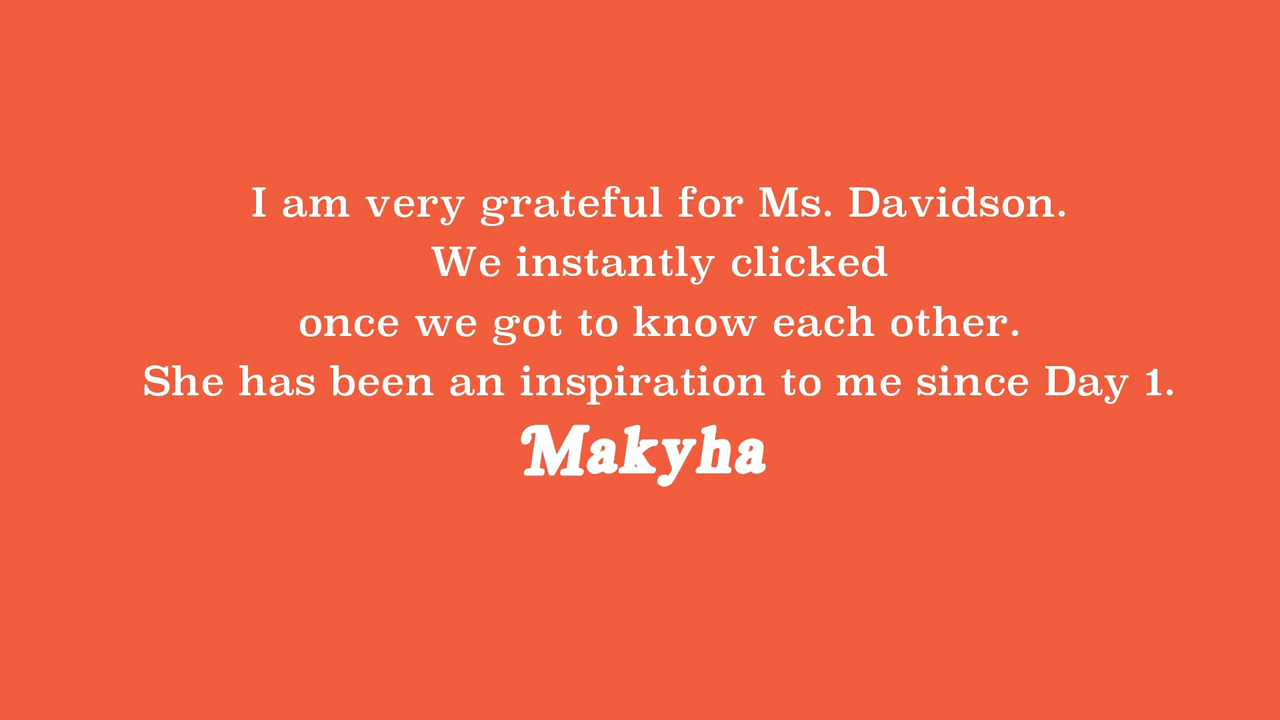 I am very grateful for Ms. Davidson.
We instantly clicked
once we got to know each other.
She has been an inspiration to me since Day 1.
Makyha